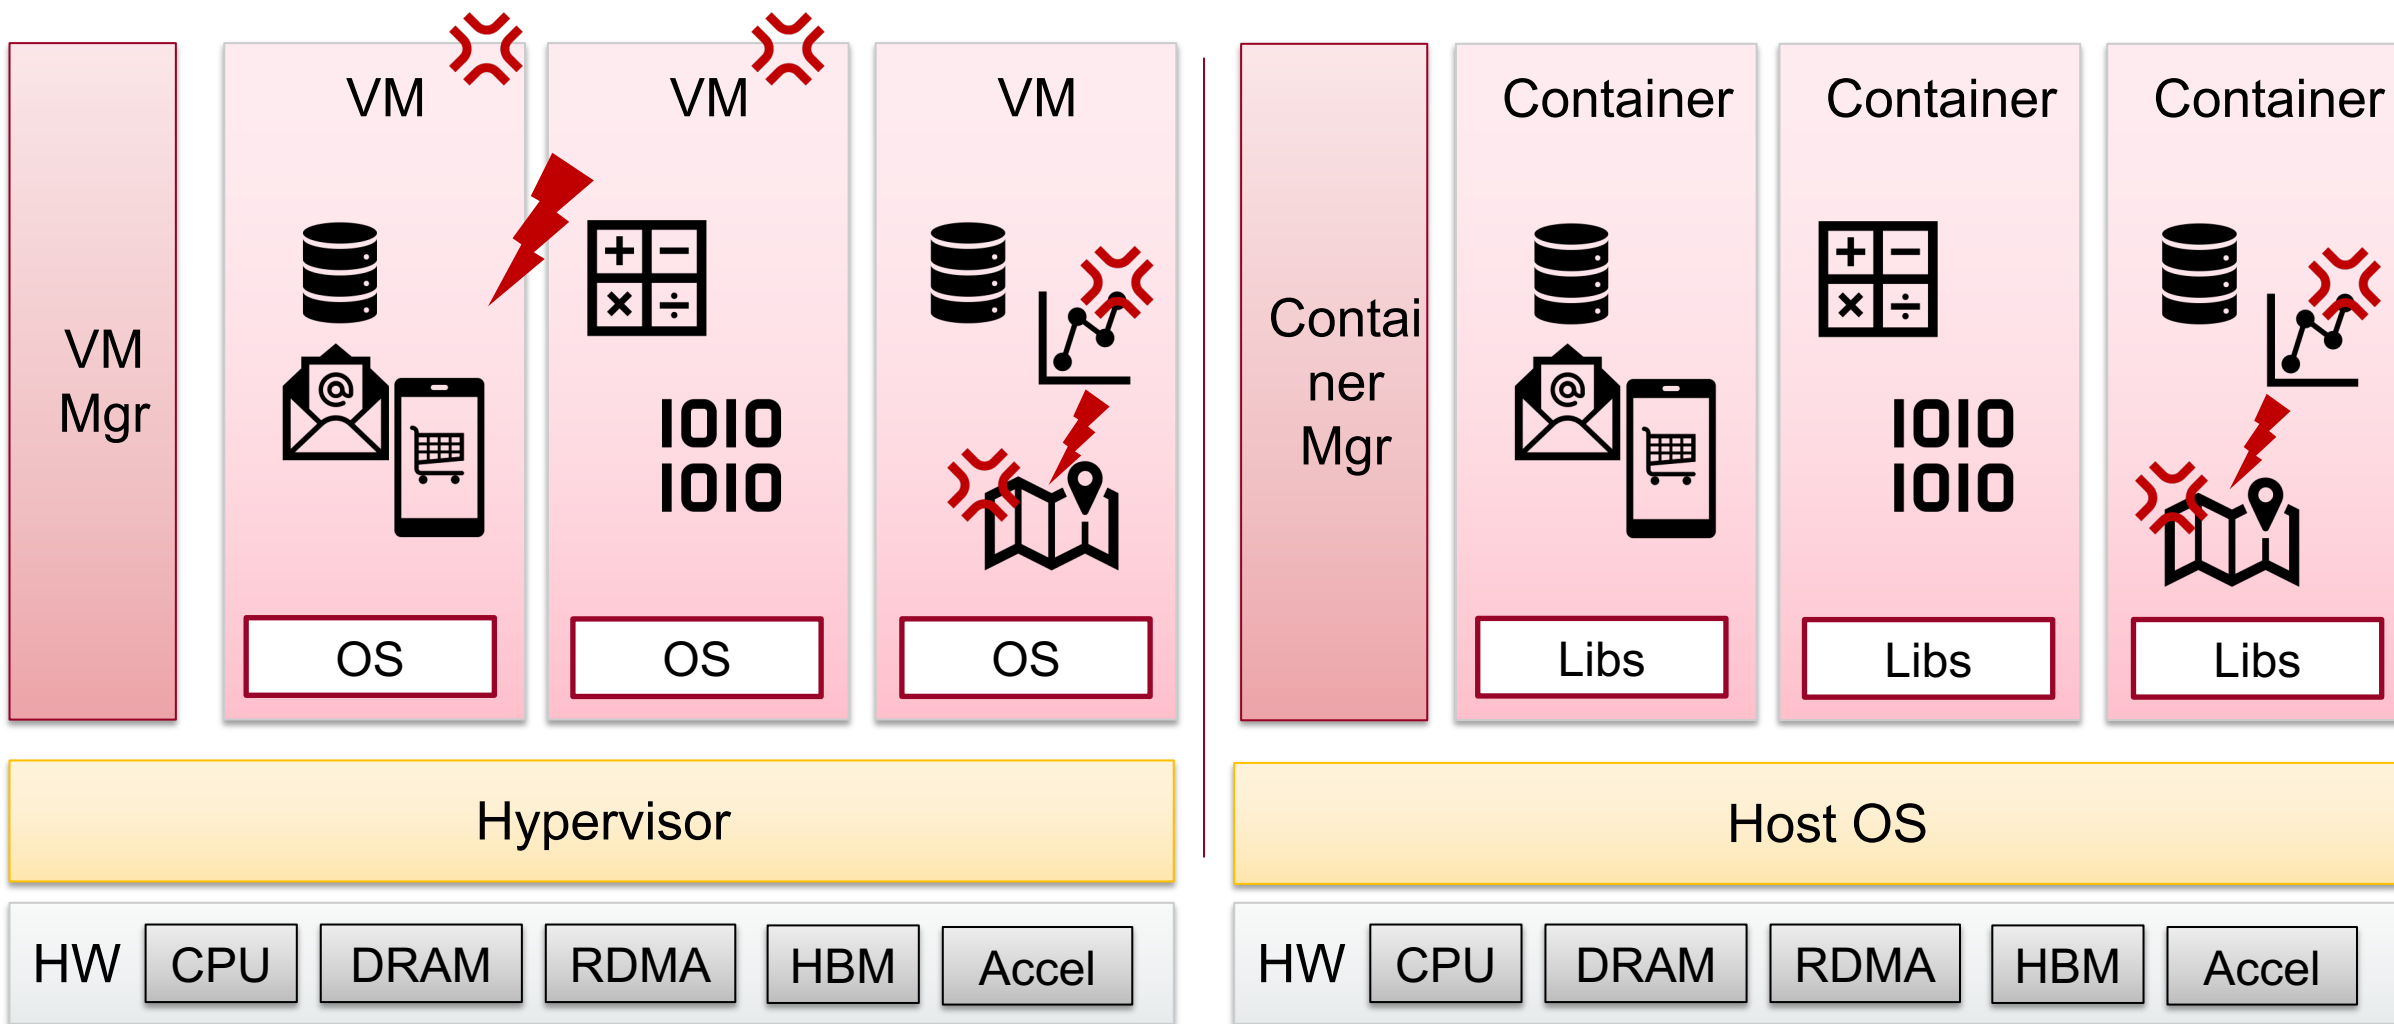 VM
Mgr
VM
VM
VM
@
1010
1010
OS
OS
OS
Hypervisor
HW
CPU
DRAM
RDMA
HBM
Accel
Contai
ner
Mgr
Container
Container
Container
@
1010
1010
Libs
Libs
Libs
Host OS
HW
CPU
DRAM
RDMA
HBM
Accel